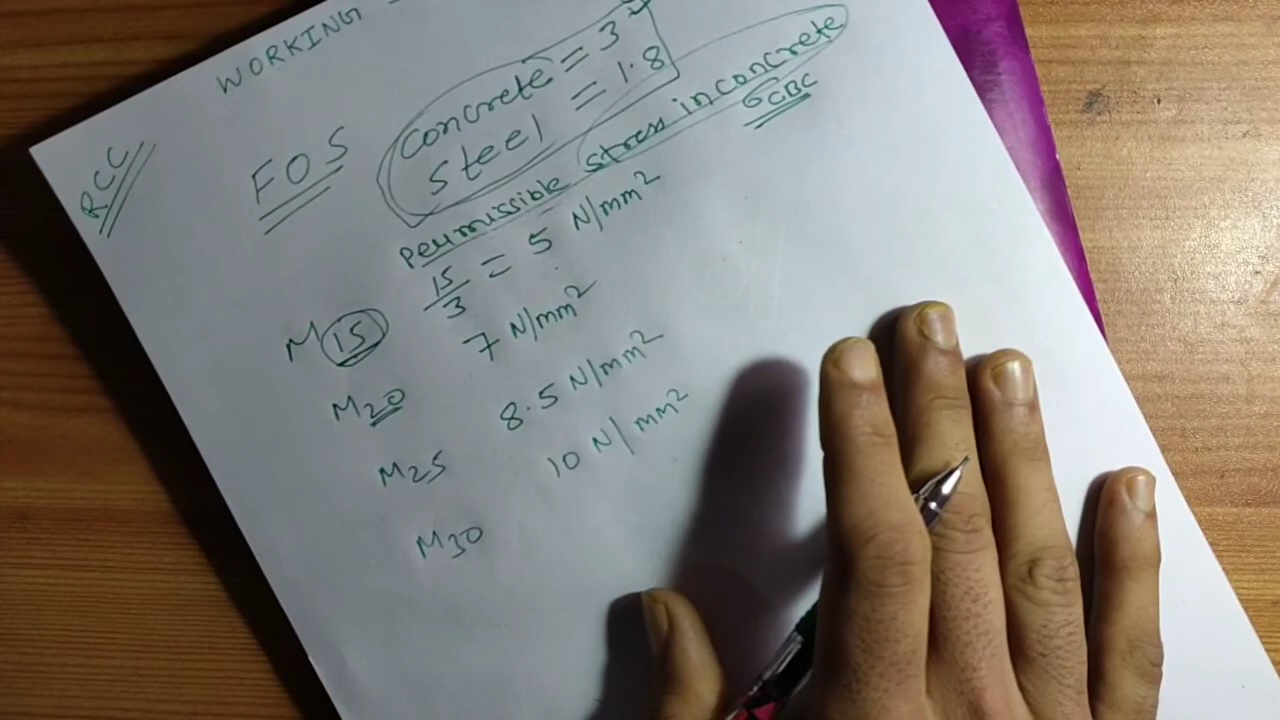 WORKING
RCC
FOS
Concrete = 3
Steel = 1.8
Permissible stress in concrete
σCBC
M15 15/3 = 5 N/mm²
M20 7 N/mm²
M25 8.5 N/mm²
M30 10 N/mm²